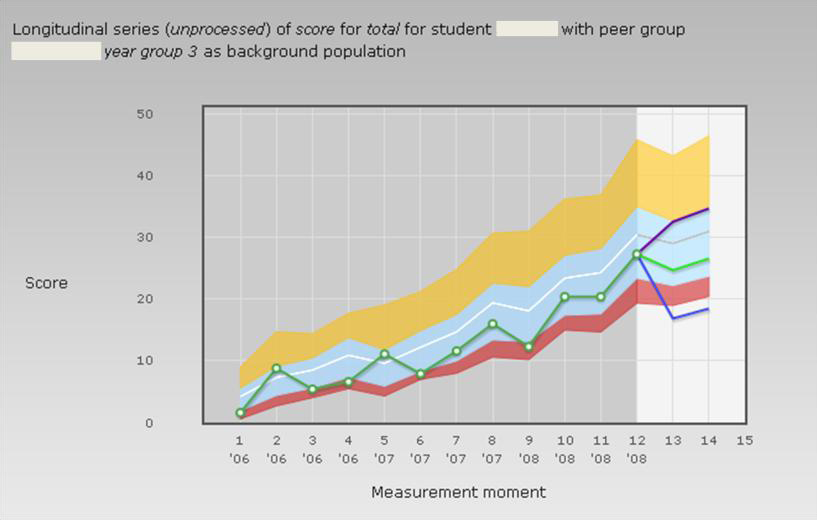 Longitudinal series (unprocessed) of score for total for student with peer group
year group 3 as background population
50
40
30
20
10
0
Score
1 2 3 4 5 6 7 8 9 10 11 12 13 14 15
'06 '06 '06 '06 '07 '07 '07 '07 '08 '08 '08 '08
Measurement moment